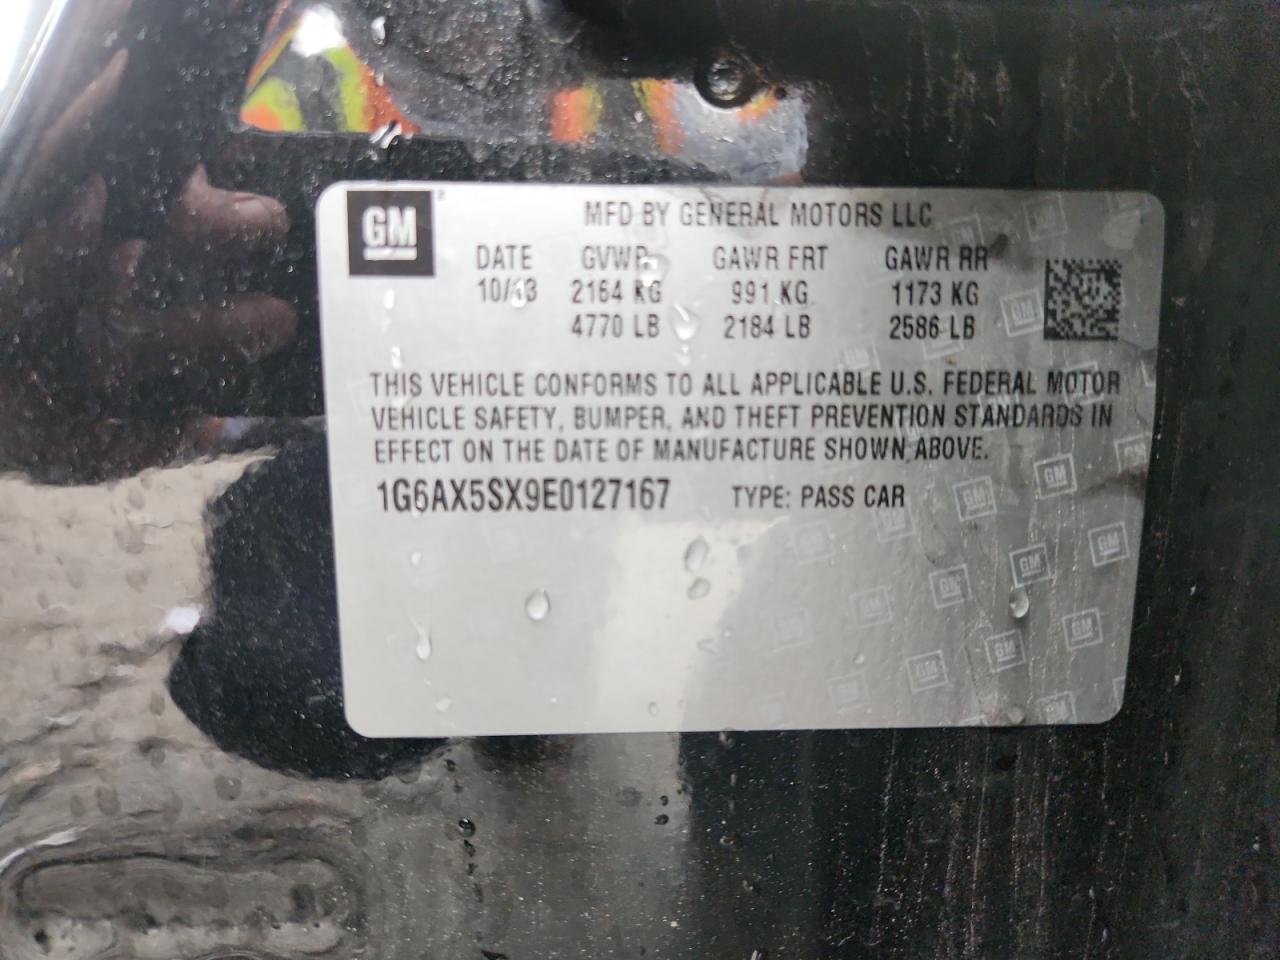 GM
MFD BY GENERAL MOTORS LLC
DATE GVWR GAWR FRT GAWR RR
10/13 2164 KG 991 KG 1173 KG
4770 LB 2184 LB 2586 LB
THIS VEHICLE CONFORMS TO ALL APPLICABLE U.S. FEDERAL MOTOR
VEHICLE SAFETY, BUMPER, AND THEFT PREVENTION STANDARDS IN
EFFECT ON THE DATE OF MANUFACTURE SHOWN ABOVE.
1G6AX5SX9E0127167 TYPE: PASS CAR